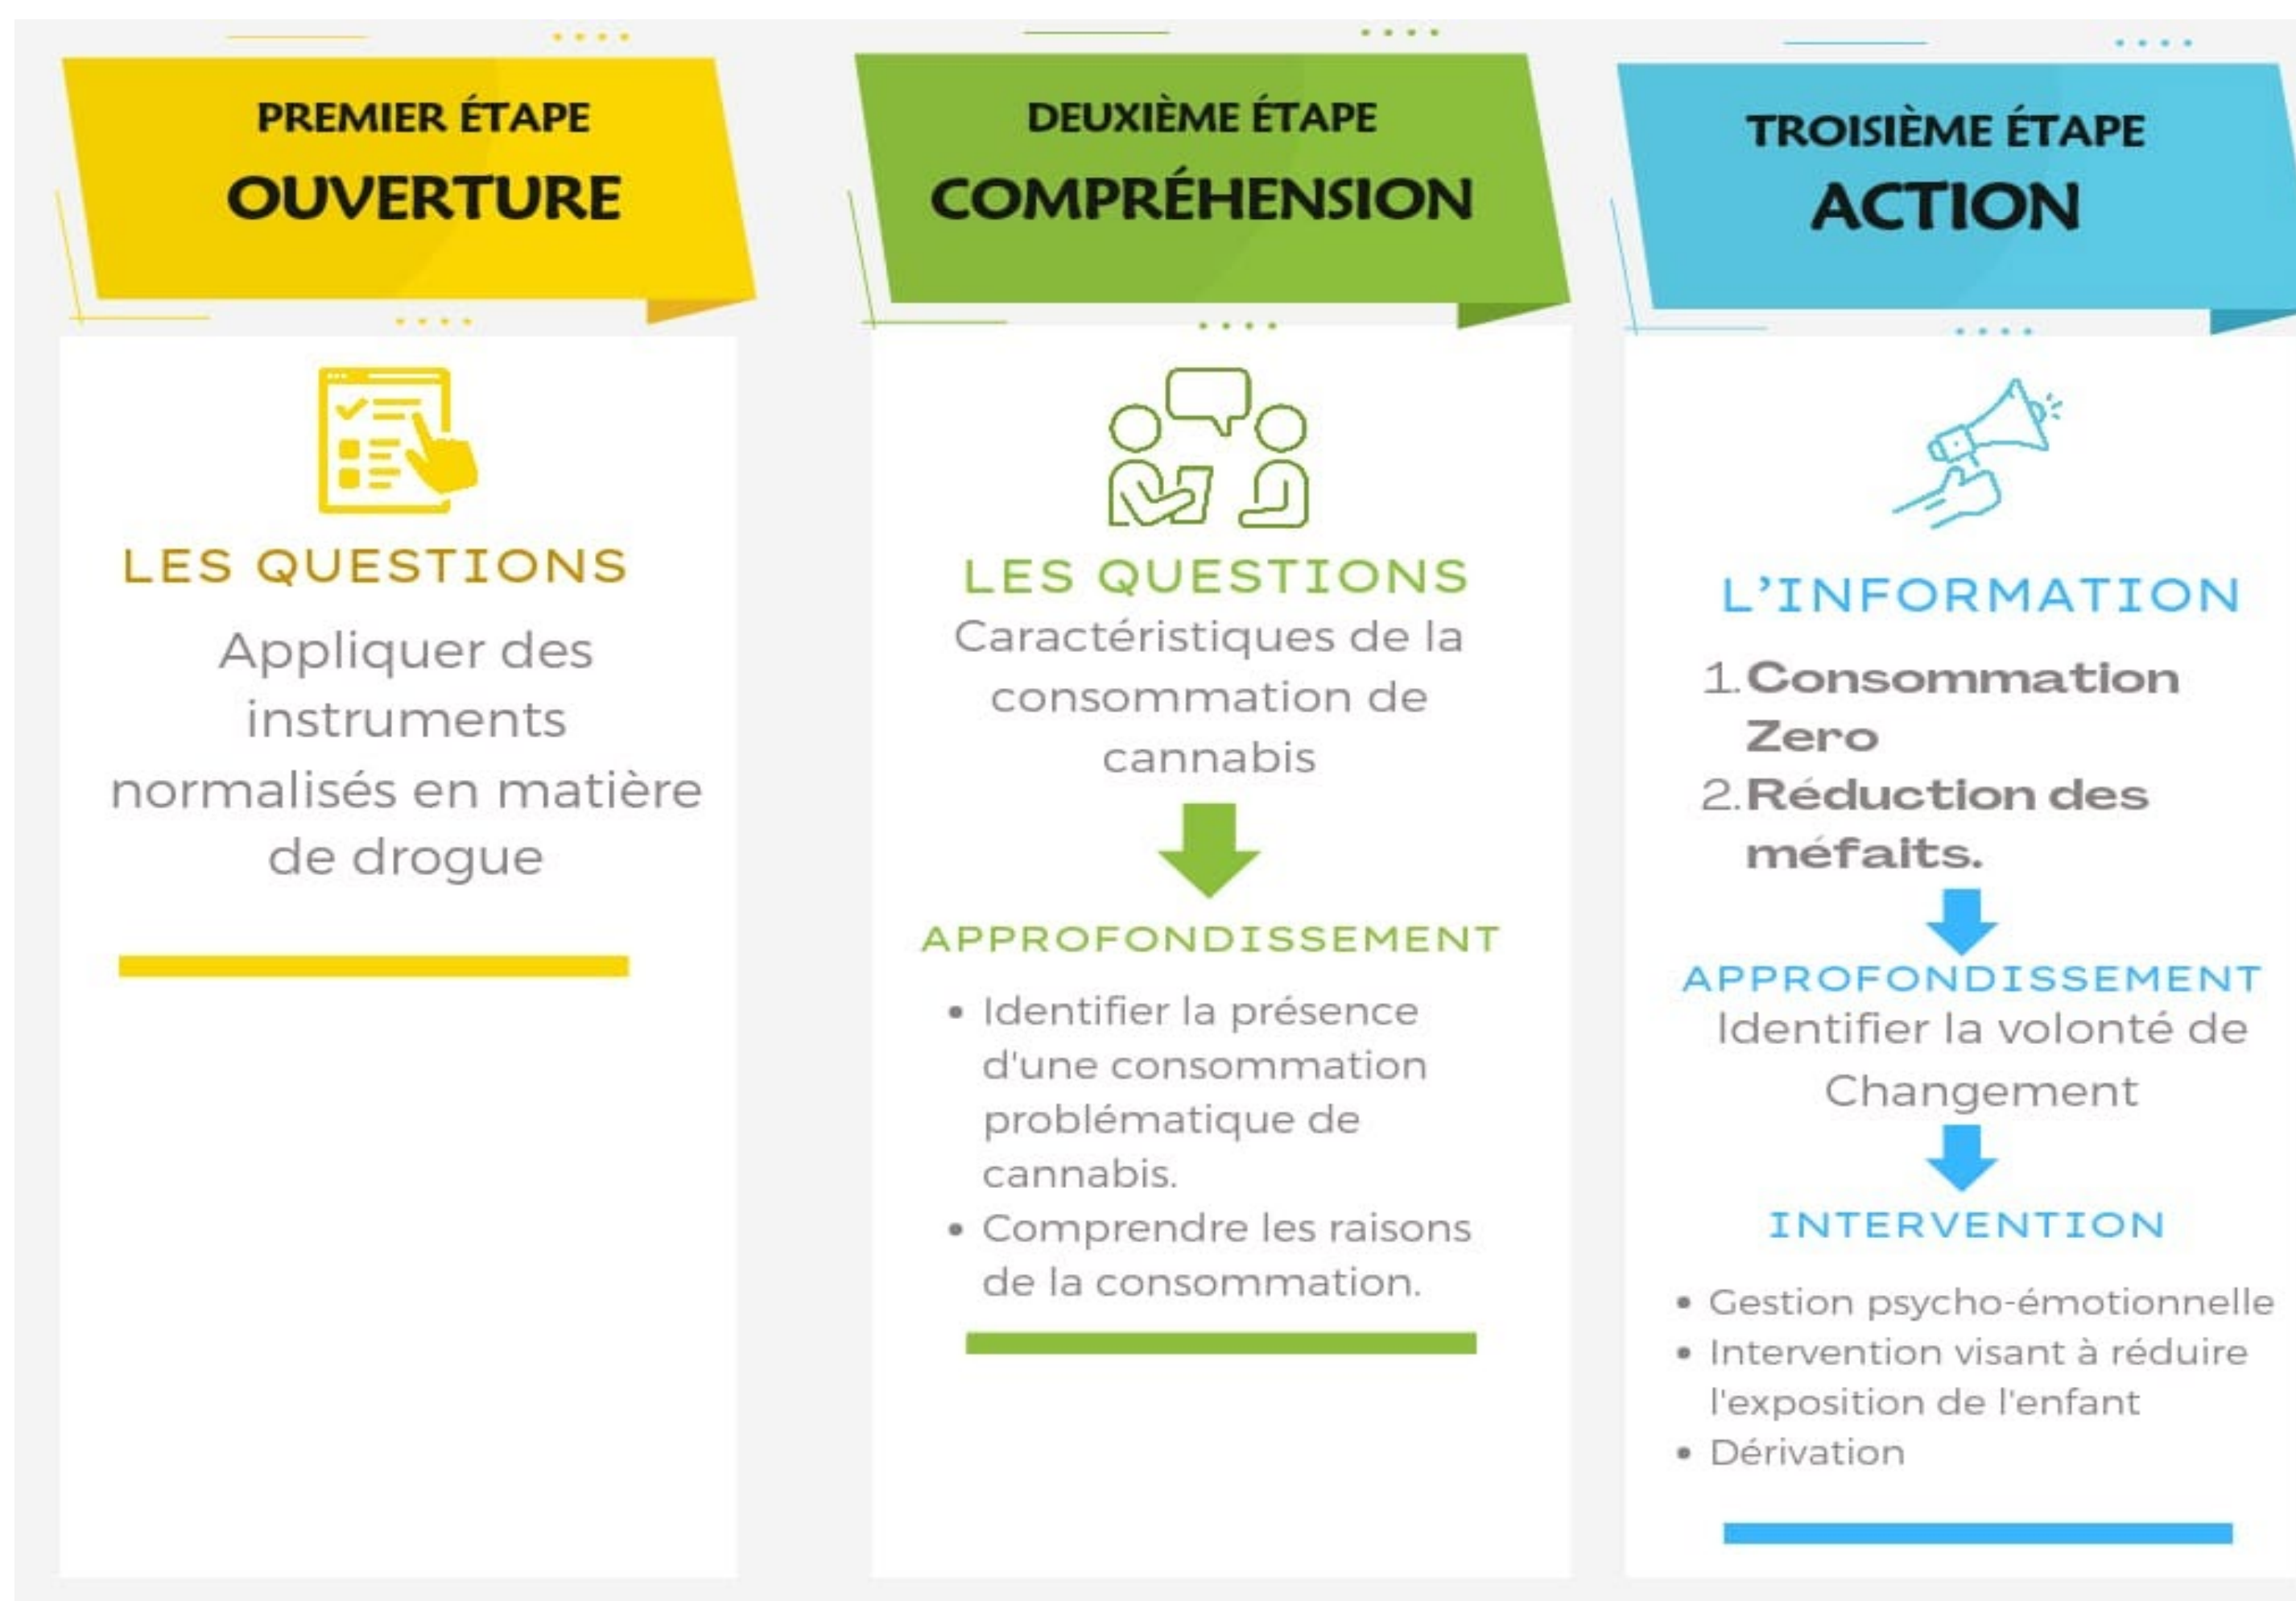 PREMIER ÉTAPE
OUVERTURE
LES QUESTIONS
Appliquer des
instruments
normalisés en matière
de drogue
DEUXIÈME ÉTAPE
COMPRÉHENSION
LES QUESTIONS
Caractéristiques de la
consommation de
cannabis
APPROFONDISSEMENT
• Identifier la présence
d'une consommation
problématique de
cannabis.
• Comprendre les raisons
de la consommation.
TROISIÈME ÉTAPE
ACTION
L'INFORMATION
1. Consommation
Zero
2. Réduction des
méfaits.
APPROFONDISSEMENT
Identifier la volonté de
Changement
INTERVENTION
• Gestion psycho-émotionnelle
• Intervention visant à réduire
l'exposition de l'enfant
• Dérivation